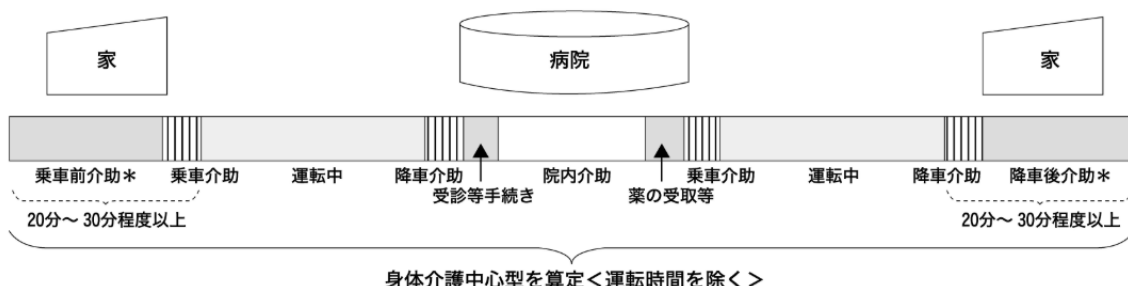 家
病院
家
乗車前介助＊
乗車介助
運転中
降車介助
受診等手続き
院内介助
薬の受取等
乗車介助
運転中
降車介助
降車後介助＊
20分〜30分程度以上
20分〜30分程度以上
身体介護中心型を算定＜運転時間を除く＞